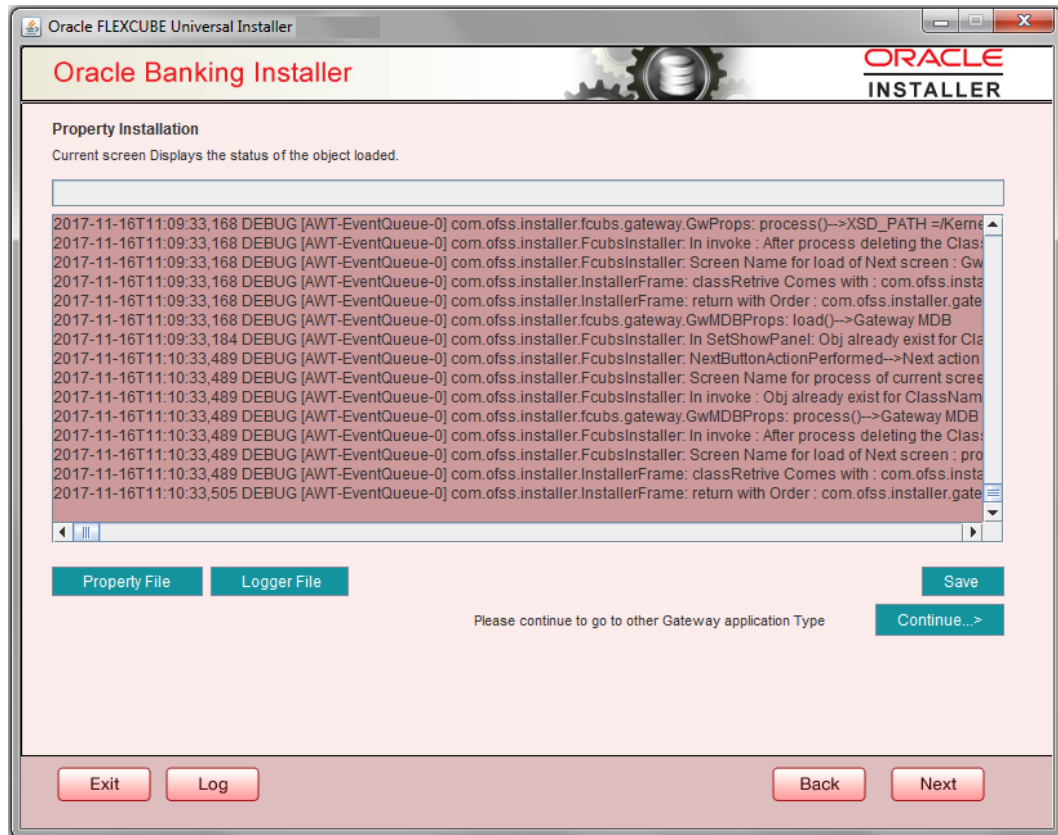 Oracle FLEXCUBE Universal Installer
Oracle Banking Installer
ORACLE
INSTALLER
Property Installation
Current screen Displays the status of the object loaded.
2017-11-16T11:09:33,168 DEBUG [AWT-EventQueue-0] com.ofss.installer.fcubs.gateway.GwProps: process()-->XSD_PATH =/Kerne
2017-11-16T11:09:33,168 DEBUG [AWT-EventQueue-0] com.ofss.installer.FcubsInstaller: In invoke : After process deleting the Class
2017-11-16T11:09:33,168 DEBUG [AWT-EventQueue-0] com.ofss.installer.FcubsInstaller: Screen Name for load of Next screen : Gw
2017-11-16T11:09:33,168 DEBUG [AWT-EventQueue-0] com.ofss.installer.InstallerFrame: classRetrive Comes with : com.ofss.insta
2017-11-16T11:09:33,168 DEBUG [AWT-EventQueue-0] com.ofss.installer.InstallerFrame: return with Order : com.ofss.installer.gate
2017-11-16T11:09:33,168 DEBUG [AWT-EventQueue-0] com.ofss.installer.fcubs.gateway.GwMDBProps: load()-->Gateway MDB
2017-11-16T11:09:33,184 DEBUG [AWT-EventQueue-0] com.ofss.installer.FcubsInstaller: In SetShowPanel: Obj already exist for Cla
2017-11-16T11:10:33,489 DEBUG [AWT-EventQueue-0] com.ofss.installer.FcubsInstaller: NextButtonActionPerformed-->Next action
2017-11-16T11:10:33,489 DEBUG [AWT-EventQueue-0] com.ofss.installer.FcubsInstaller: Screen Name for process of current scree
2017-11-16T11:10:33,489 DEBUG [AWT-EventQueue-0] com.ofss.installer.FcubsInstaller: In invoke : Obj already exist for ClassNam
2017-11-16T11:10:33,489 DEBUG [AWT-EventQueue-0] com.ofss.installer.fcubs.gateway.GwMDBProps: process()-->Gateway MDB
2017-11-16T11:10:33,489 DEBUG [AWT-EventQueue-0] com.ofss.installer.FcubsInstaller: In invoke : After process deleting the Class
2017-11-16T11:10:33,489 DEBUG [AWT-EventQueue-0] com.ofss.installer.FcubsInstaller: Screen Name for load of Next screen : pro
2017-11-16T11:10:33,489 DEBUG [AWT-EventQueue-0] com.ofss.installer.InstallerFrame: classRetrive Comes with : com.ofss.insta
2017-11-16T11:10:33,505 DEBUG [AWT-EventQueue-0] com.ofss.installer.InstallerFrame: return with Order : com.ofss.installer.gate
Property File Logger File Save
Please continue to go to other Gateway application Type Continue...>
Exit Log Back Next